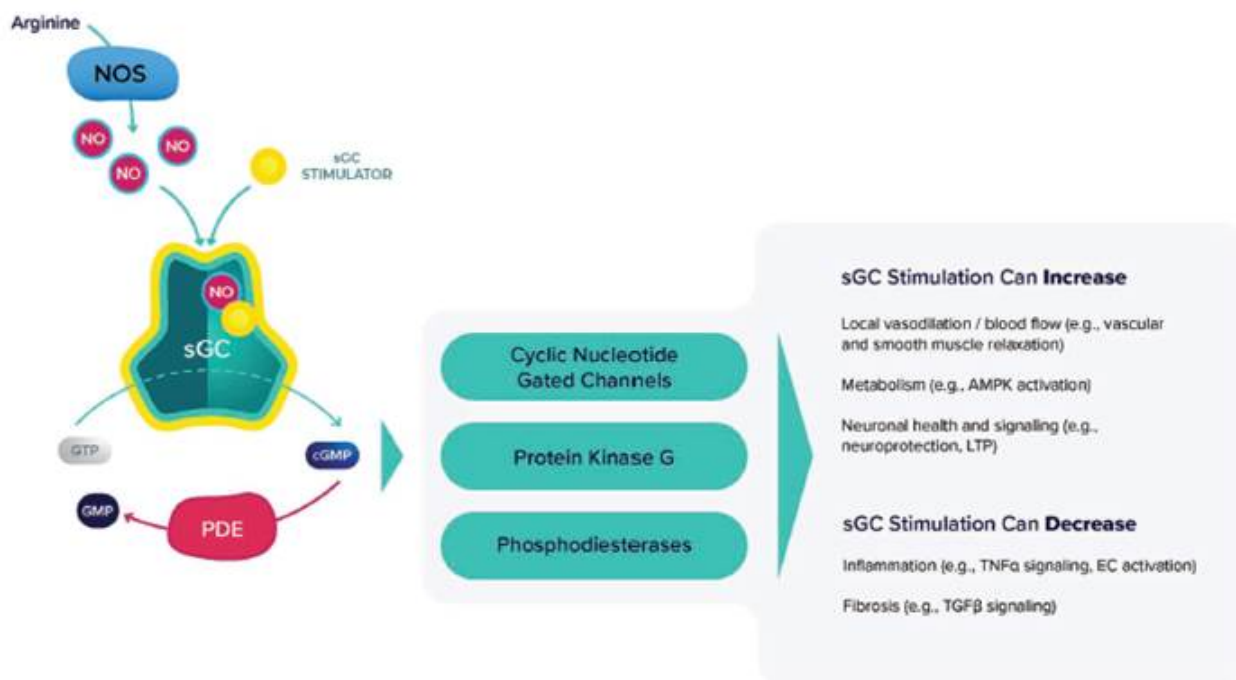 Arginine
NOS
NO
NO
NO
sGC
STIMULATOR
NO
sGC
GTP
cGMP
GMP
PDE
Cyclic Nucleotide
Gated Channels
Protein Kinase G
Phosphodiesterases
sGC Stimulation Can Increase
Local vasodilation / blood flow (e.g., vascular
and smooth muscle relaxation)
Metabolism (e.g., AMPK activation)
Neuronal health and signaling (e.g.,
neuroprotection, LTP)
sGC Stimulation Can Decrease
Inflammation (e.g., TNFα signaling, EC activation)
Fibrosis (e.g., TGFβ signaling)